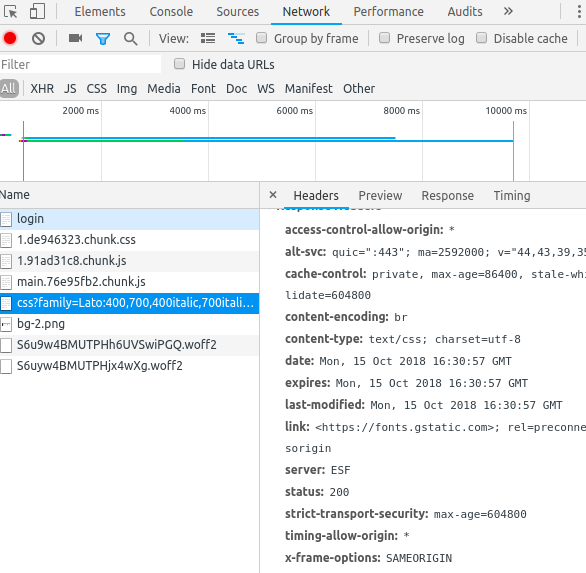 Elements Console Sources Network Performance Audits »
View: Group by frame Preserve log Disable cache
Filter Hide data URLs
All XHR JS CSS Img Media Font Doc WS Manifest Other
2000 ms 4000 ms 6000 ms 8000 ms 10000 ms
Name
× Headers Preview Response Timing
login
1.de946323.chunk.css
1.91ad31c8.chunk.js
main.76e95fb2.chunk.js
css?family=Lato:400,700,400italic,700itali...
bg-2.png
S6u9w4BMUTPHh6UVSwiPGQ.woff2
S6uyw4BMUTPHjx4wXg.woff2
access-control-allow-origin: *
alt-svc: quic=":443"; ma=2592000; v="44,43,39,35
cache-control: private, max-age=86400, stale-whi
lidate=604800
content-encoding: br
content-type: text/css; charset=utf-8
date: Mon, 15 Oct 2018 16:30:57 GMT
expires: Mon, 15 Oct 2018 16:30:57 GMT
last-modified: Mon, 15 Oct 2018 16:30:57 GMT
link: <https://fonts.gstatic.com>; rel=preconne
sorigin
server: ESF
status: 200
strict-transport-security: max-age=604800
timing-allow-origin: *
x-frame-options: SAMEORIGIN